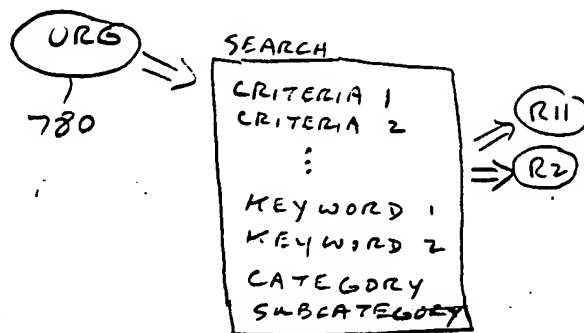 URG
780
SEARCH
CRITERIA 1
CRITERIA 2
⋮
KEYWORD 1
KEYWORD 2
CATEGORY
SUBCATEGORY
R11
R2